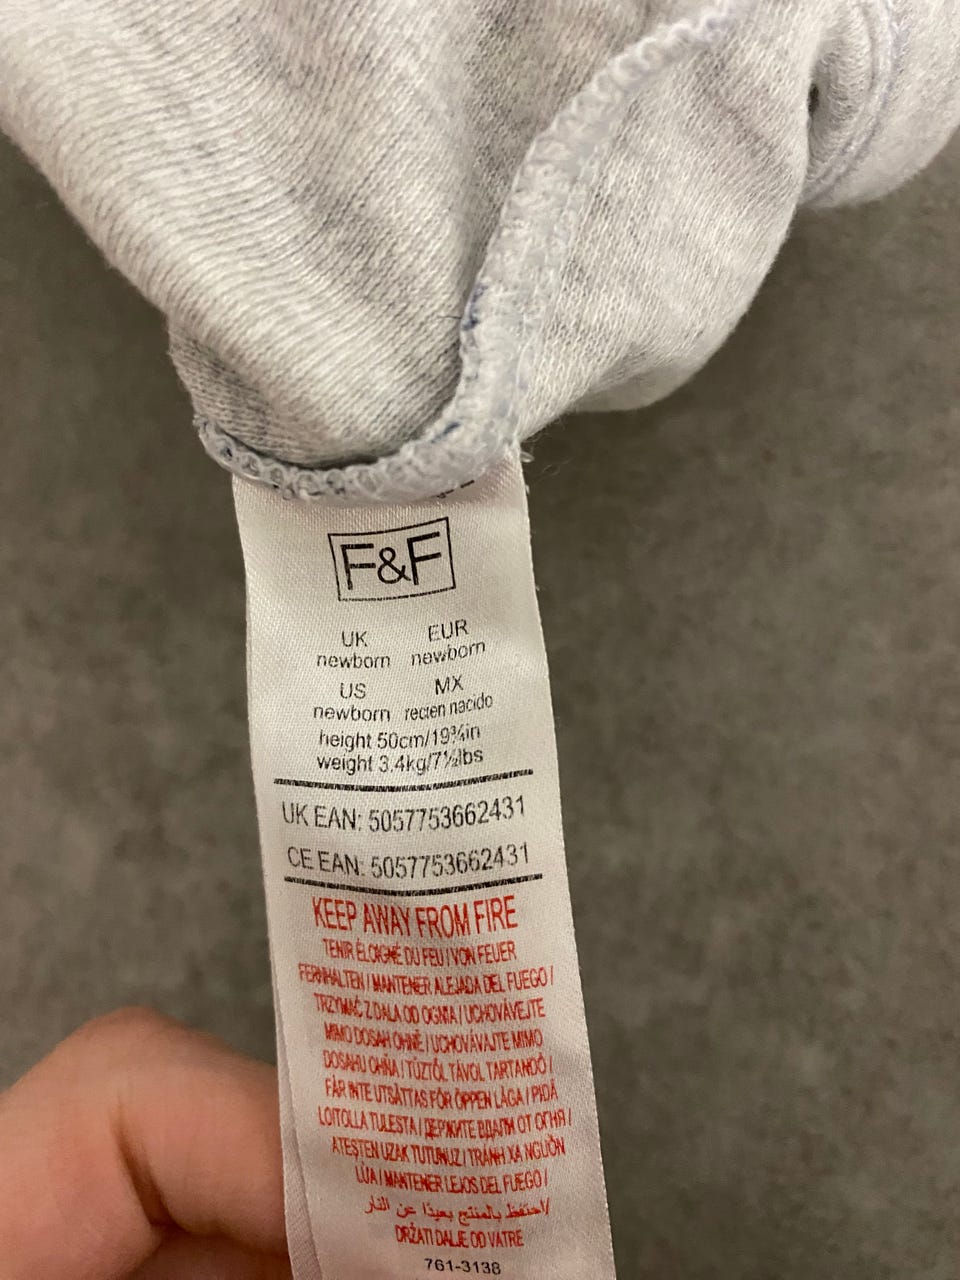 F&F
UK EUR
newborn newborn
US MX
newborn recien nacido
height 50cm/19¾in
weight 3.4kg/7½lbs
UK EAN: 5057753662431
CE EAN: 5057753662431
KEEP AWAY FROM FIRE
TENIR ÉLOIGNÉ DU FEU / VON FEUER
FERNHALTEN / MANTENER ALEJADA DEL FUEGO /
TRZYMAĆ Z DALA OD OGNIA / UCHOVÁVEJTE
MIMO DOSAH OHNĚ / UCHOVÁVAJTE MIMO
DOSAHU OHŇA / TŰZTŐL TÁVOL TARTANDÓ /
FÅR INTE UTSÄTTAS FÖR ÖPPEN LÅGA / PIDÄ
LOITOLLA TULESTA / ДЕРЖИТЕ ВДАЛИ ОТ ОГНЯ /
ATEŞTEN UZAK TUTUNUZ / TRÁNH XA NGUỒN
LỬA / MANTENER LEJOS DEL FUEGO /
احتفظ بالمنتج بعيدًا عن النار/
DRŽATI DALJE OD VATRE
761-3138